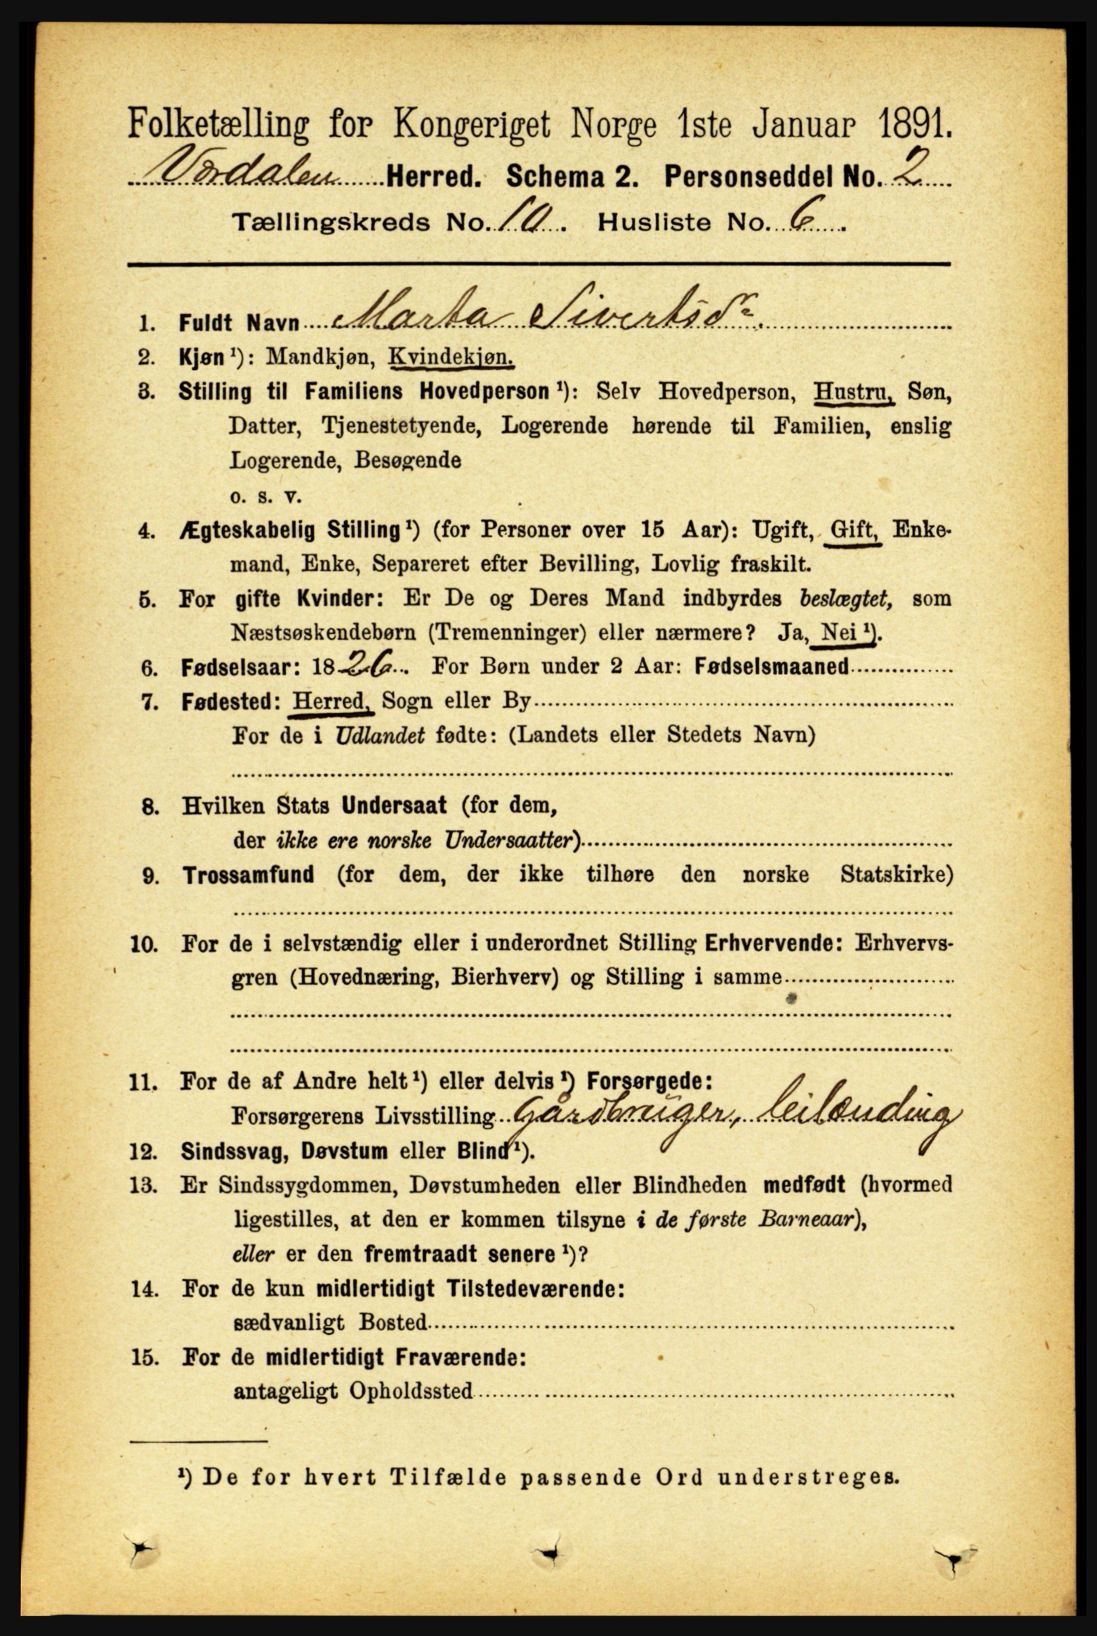 Folketælling for Kongeriget Norge 1ste Januar 1891.
Vørdalen Herred. Schema 2. Personseddel No. 2
Tællingskreds No. 10. Husliste No. 6.
1. Fuldt Navn Marta Sivertsdr.
2. Kjøn¹): Mandkjøn, Kvindekjøn.
3. Stilling til Familiens Hovedperson¹): Selv Hovedperson, Hustru, Søn,
Datter, Tjenestetyende, Logerende hørende til Familien, enslig
Logerende, Besøgende
o. s. v.
4. Ægteskabelig Stilling¹) (for Personer over 15 Aar): Ugift, Gift, Enke-
mand, Enke, Separeret efter Bevilling, Lovlig fraskilt.
5. For gifte Kvinder: Er De og Deres Mand indbyrdes beslægtet, som
Næstsøskendebørn (Tremenninger) eller nærmere? Ja, Nei¹).
6. Fødselsaar: 1826. For Børn under 2 Aar: Fødselsmaaned
7. Fødested: Herred, Sogn eller By
For de i Udlandet fødte: (Landets eller Stedets Navn)
8. Hvilken Stats Undersaat (for dem,
der ikke ere norske Undersaatter)
9. Trossamfund (for dem, der ikke tilhøre den norske Statskirke)
10. For de i selvstændig eller i underordnet Stilling Erhvervende: Erhvervs-
gren (Hovednæring, Bierhverv) og Stilling i samme
11. For de af Andre helt¹) eller delvis¹) Forsørgede:
Forsørgerens Livsstilling Gårdbruger, leilænding
12. Sindssvag, Døvstum eller Blind¹).
13. Er Sindssygdommen, Døvstumheden eller Blindheden medfødt (hvormed
ligestilles, at den er kommen tilsyne i de første Barneaar),
eller er den fremtraadt senere¹)?
14. For de kun midlertidigt Tilstedeværende:
sædvanligt Bosted
15. For de midlertidigt Fraværende:
antageligt Opholdssted
¹) De for hvert Tilfælde passende Ord understreges.